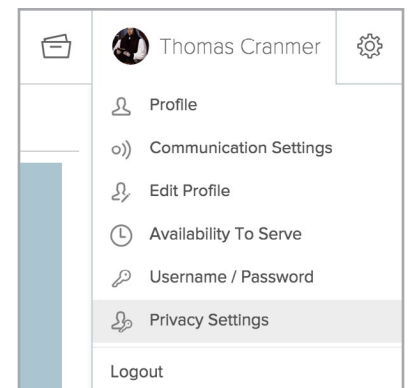 Thomas Cranmer
Profile
Communication Settings
Edit Profile
Availability To Serve
Username / Password
Privacy Settings
Logout